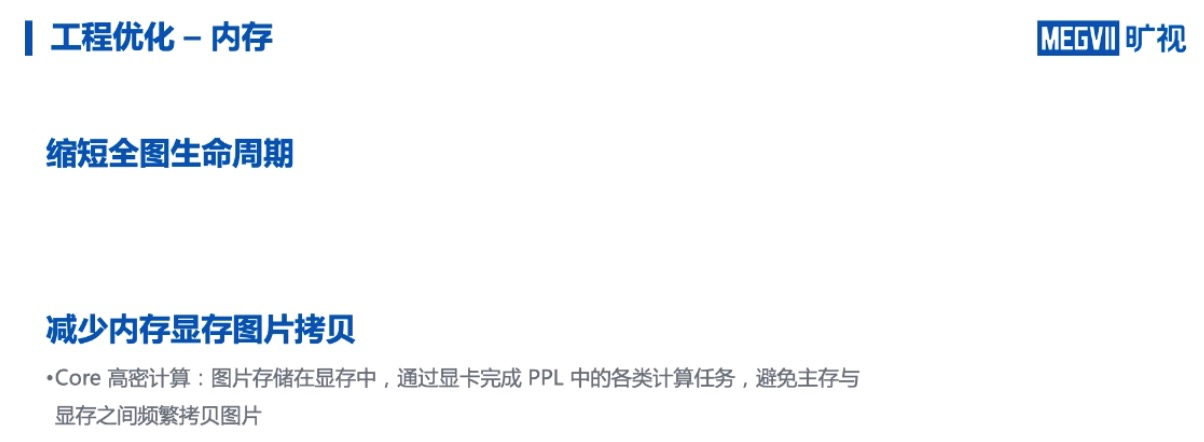 工程优化 – 内存
MEGVII 旷视
缩短全图生命周期
减少内存显存图片拷贝
•Core 高密计算：图片存储在显存中，通过显卡完成 PPL 中的各类计算任务，避免主存与
显存之间频繁拷贝图片